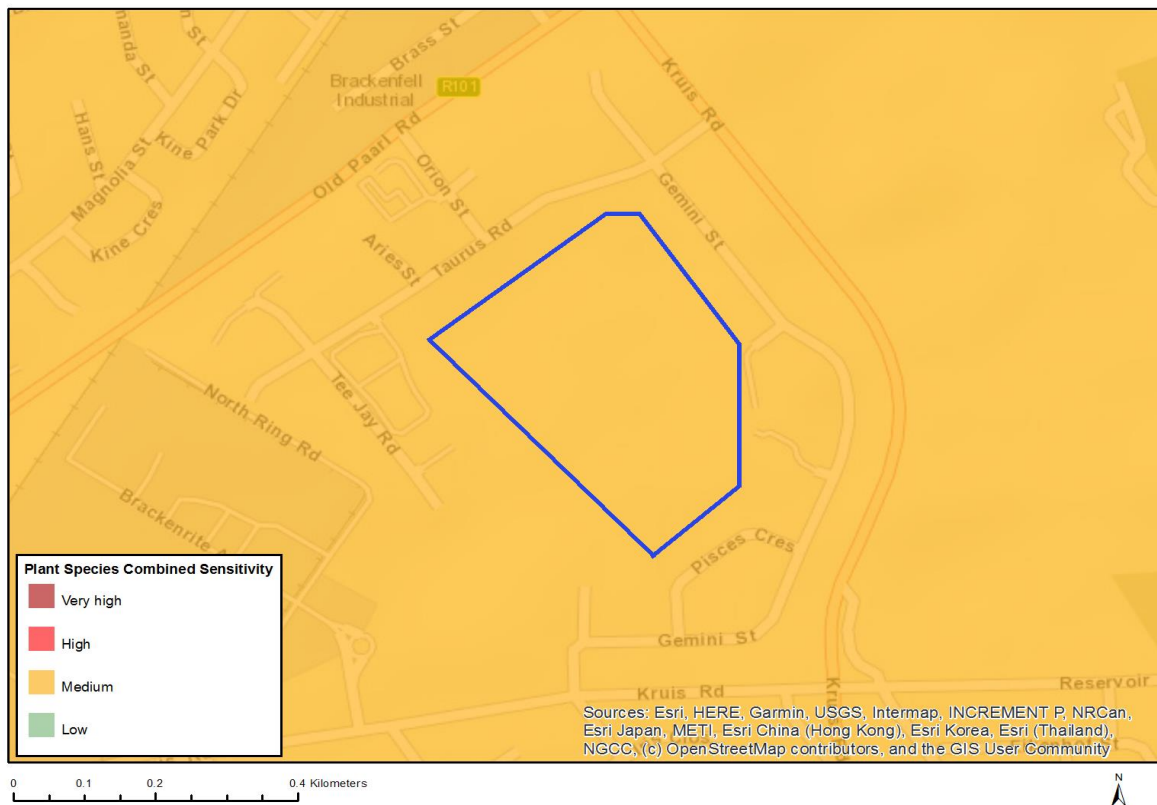 Brass St
Brackenfell
Industrial
R101
Kruis Rd
Hans St
Kine Park Dr
Magnolia St
Kine Cres
Old Paarl Rd
Orion St
Gemini St
Aries St
Taurus Rd
North Ring Rd
Tee Jay Rd
Brackenrite A
Pisces Cres
Gemini St
Kruis Rd
Reservoir
Plant Species Combined Sensitivity
Very high
High
Medium
Low
Sources: Esri, HERE, Garmin, USGS, Intermap, INCREMENT P, NRCan,
Esri Japan, METI, Esri China (Hong Kong), Esri Korea, Esri (Thailand),
NGCC, (c) OpenStreetMap contributors, and the GIS User Community
0 0.1 0.2 0.4 Kilometers
N